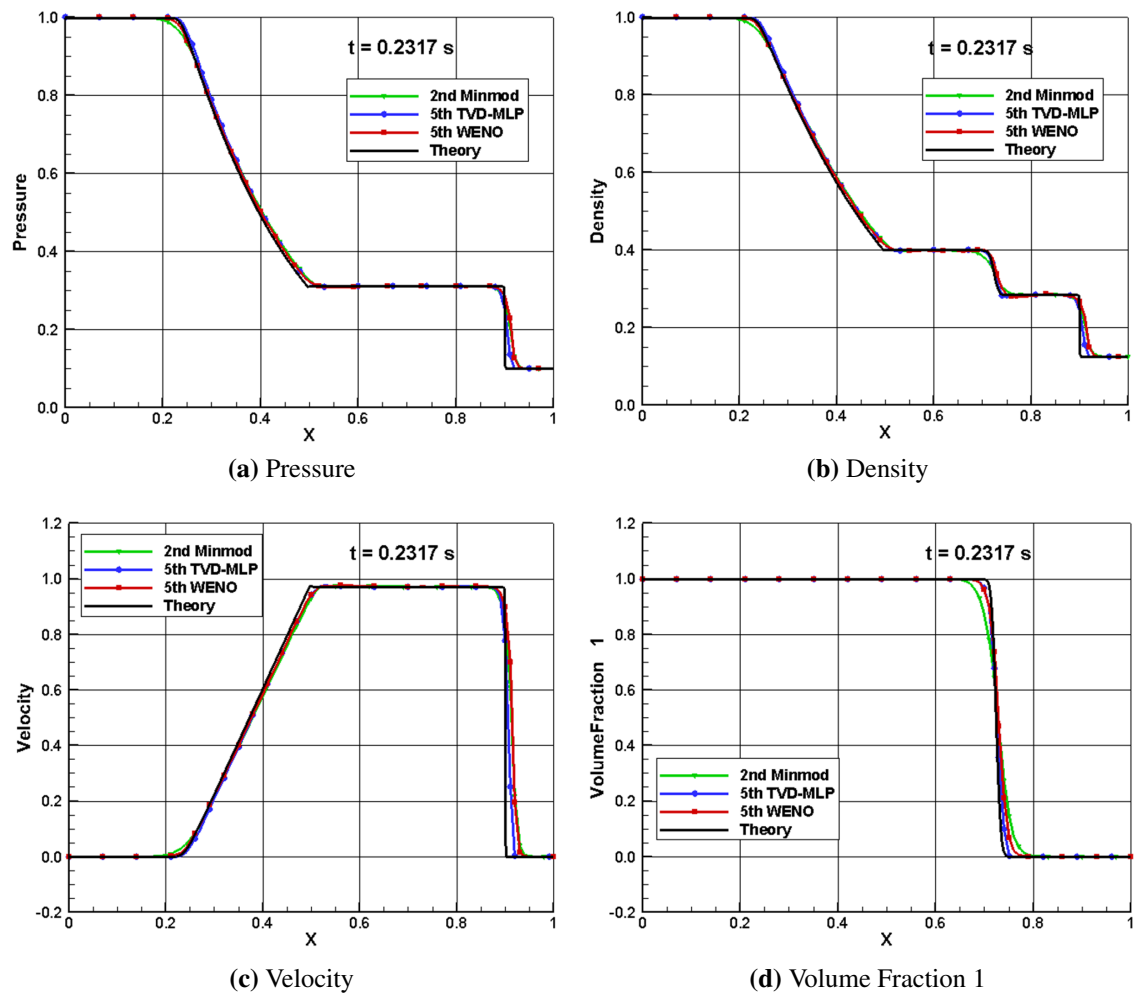 1.0
0.8
0.6
0.4
0.2
0.0
0
0.2
0.4
0.6
0.8
1
Pressure
X
t = 0.2317 s
2nd Minmod
5th TVD-MLP
5th WENO
Theory
(a) Pressure
1.0
0.8
0.6
0.4
0.2
0.0
0
0.2
0.4
0.6
0.8
1
Density
X
t = 0.2317 s
2nd Minmod
5th TVD-MLP
5th WENO
Theory
(b) Density
1.2
1.0
0.8
0.6
0.4
0.2
0.0
-0.2
0
0.2
0.4
0.6
0.8
1
Velocity
X
t = 0.2317 s
2nd Minmod
5th TVD-MLP
5th WENO
Theory
(c) Velocity
1.2
1.0
0.8
0.6
0.4
0.2
0.0
-0.2
0
0.2
0.4
0.6
0.8
1
VolumeFraction 1
X
t = 0.2317 s
2nd Minmod
5th TVD-MLP
5th WENO
Theory
(d) Volume Fraction 1